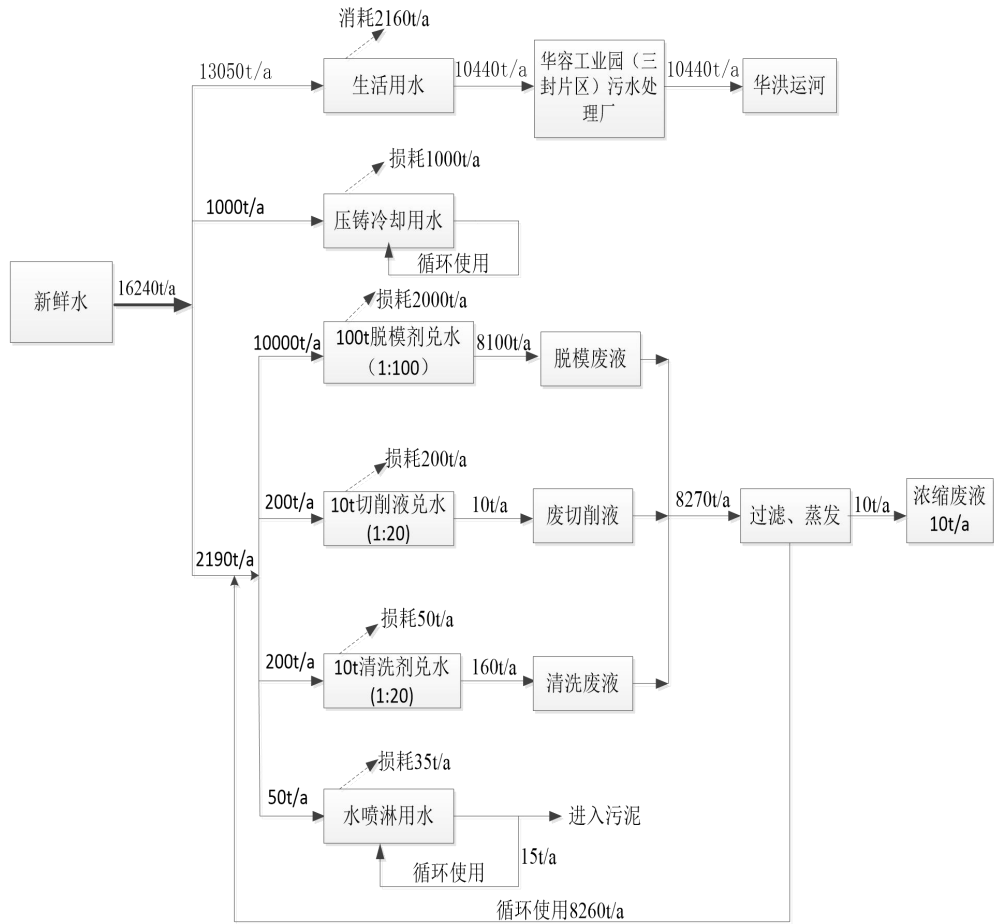 消耗2160t/a
13050t/a
生活用水
10440t/a
华容工业园（三
封片区）污水处
理厂
10440t/a
华洪运河
损耗1000t/a
1000t/a
压铸冷却用水
循环使用
新鲜水
16240t/a
损耗2000t/a
10000t/a
100t脱模剂兑水
（1:100）
8100t/a
脱模废液
损耗200t/a
200t/a
10t切削液兑水
(1:20)
10t/a
废切削液
8270t/a
过滤、蒸发
10t/a
浓缩废液
10t/a
2190t/a
损耗50t/a
200t/a
10t清洗剂兑水
(1:20)
160t/a
清洗废液
损耗35t/a
50t/a
水喷淋用水
进入污泥
15t/a
循环使用
循环使用8260t/a